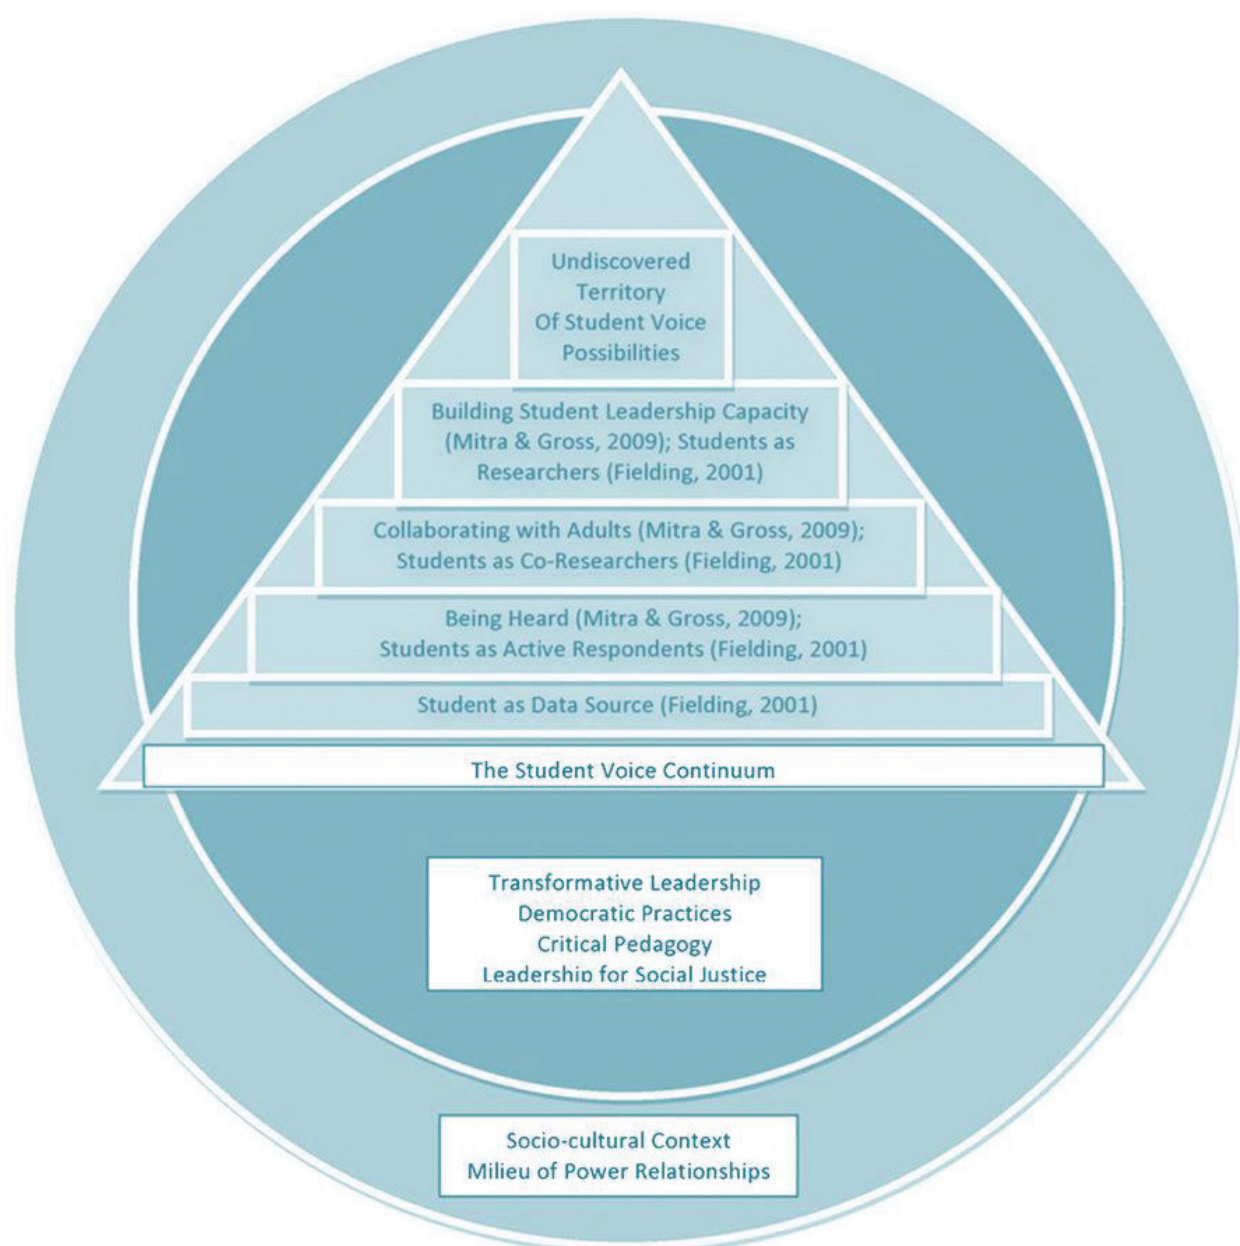 Undiscovered
Territory
Of Student Voice
Possibilities
Building Student Leadership Capacity
(Mitra & Gross, 2009); Students as
Researchers (Fielding, 2001)
Collaborating with Adults (Mitra & Gross, 2009);
Students as Co-Researchers (Fielding, 2001)
Being Heard (Mitra & Gross, 2009);
Students as Active Respondents (Fielding, 2001)
Student as Data Source (Fielding, 2001)
The Student Voice Continuum
Transformative Leadership
Democratic Practices
Critical Pedagogy
Leadership for Social Justice
Socio-cultural Context
Milieu of Power Relationships